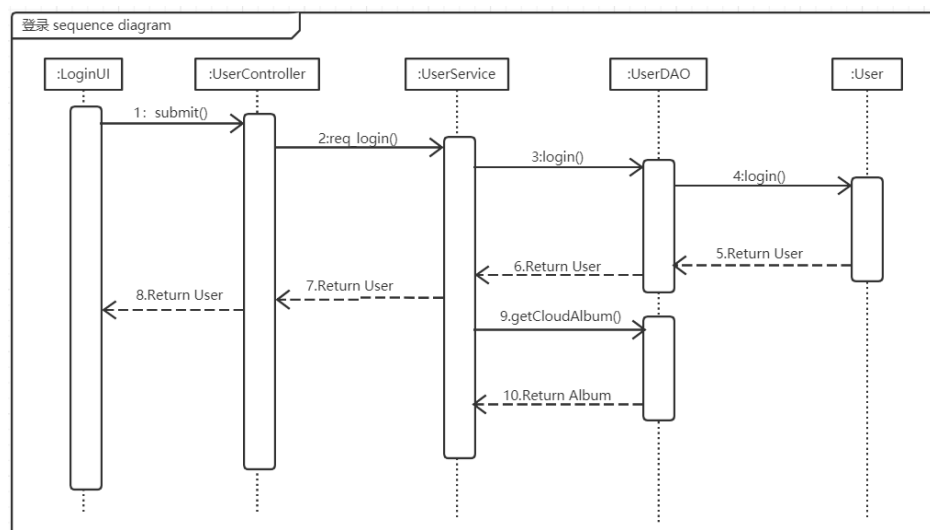 登录 sequence diagram
:LoginUI
:UserController
:UserService
:UserDAO
:User
1：submit()
2:req_login()
3:login()
4:login()
5.Return User
6.Return User
7.Return User
8.Return User
9.getCloudAlbum()
10.Return Album